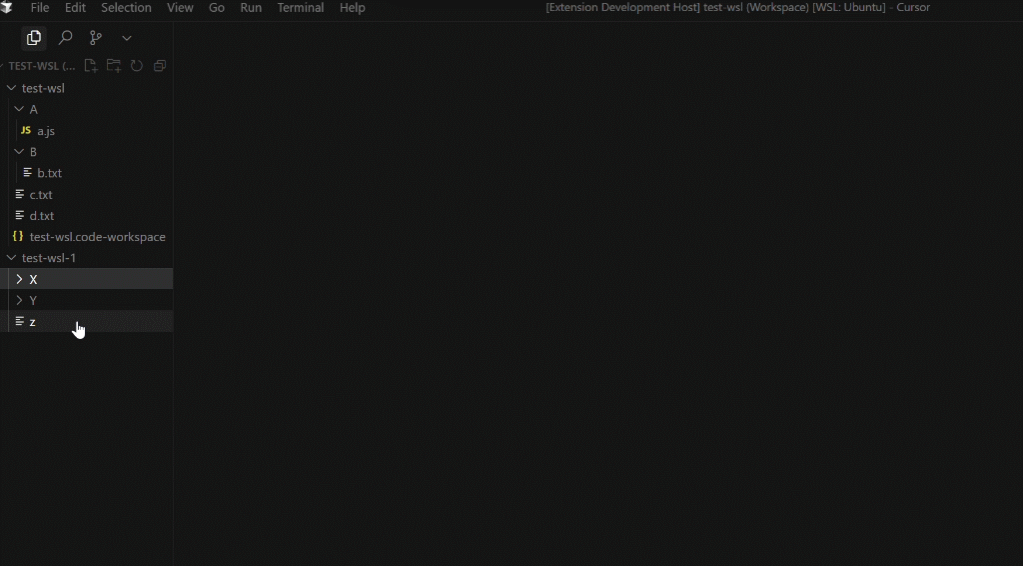 File Edit Selection View Go Run Terminal Help [Extension Development Host] test-wsl (Workspace) [WSL: Ubuntu] - Cursor
TEST-WSL (...
test-wsl
A
JS a.js
B
b.txt
c.txt
d.txt
{} test-wsl.code-workspace
test-wsl-1
X
Y
z